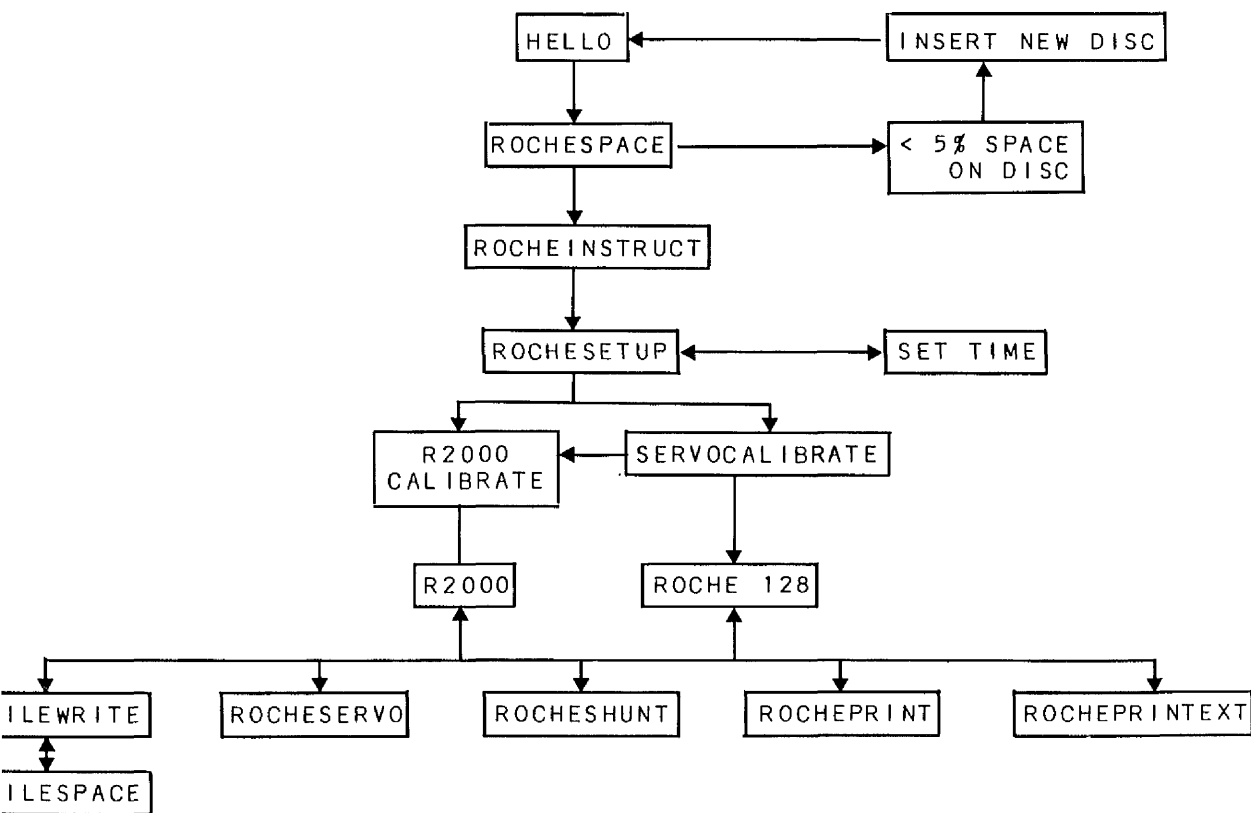 HELLO
INSERT NEW DISC
ROCHESPACE
< 5% SPACE
ON DISC
ROCHEINSTRUCT
ROCHESETUP
SET TIME
R2000
CALIBRATE
SERVOCALIBRATE
R2000
ROCHE 128
ILEWRITE
ROCHESERVO
ROCHESHUNT
ROCHEPRINT
ROCHEPRINTEXT
ILESPACE